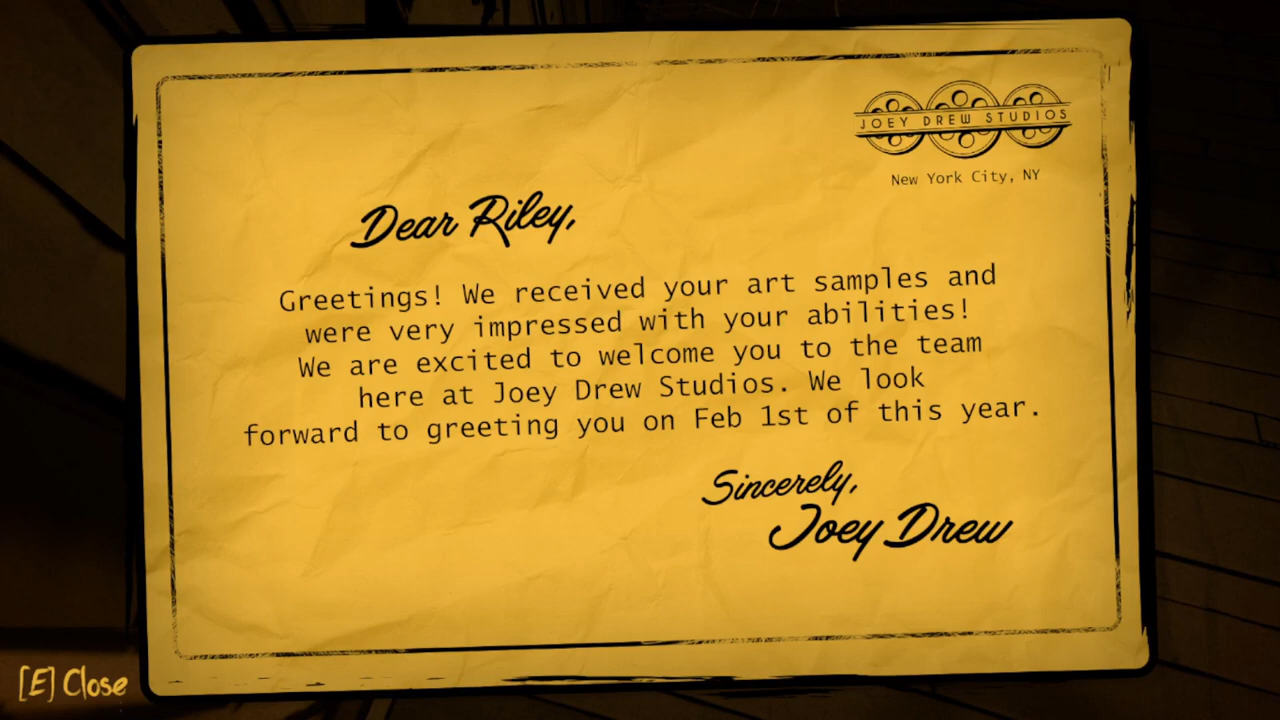 JOEY DREW STUDIOS
New York City, NY
Dear Riley,
Greetings! We received your art samples and
were very impressed with your abilities!
We are excited to welcome you to the team
here at Joey Drew Studios. We look
forward to greeting you on Feb 1st of this year.
Sincerely,
Joey Drew
[E] Close